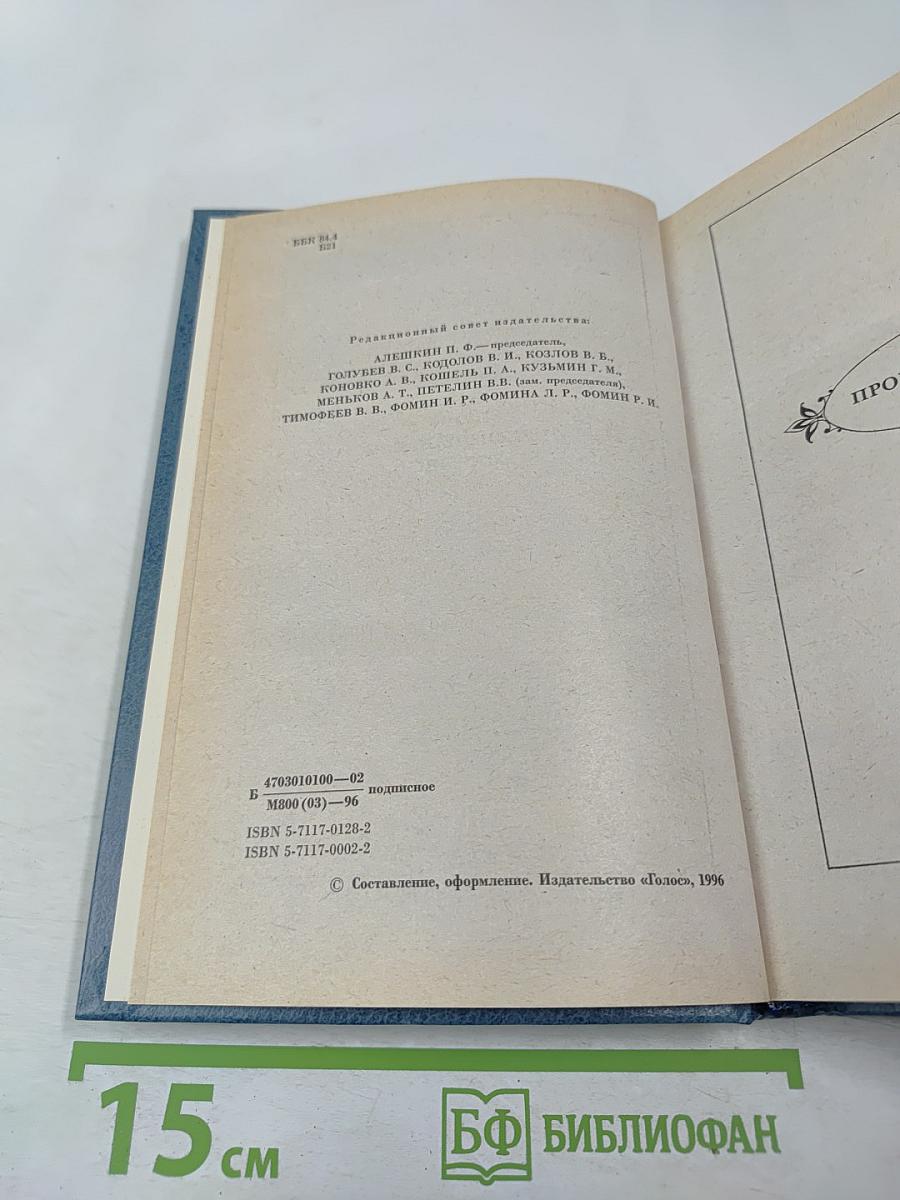 ББК 84.4
Б21
Редакционный совет издательства:
АЛЕШКИН П. Ф.— председатель,
ГОЛУБЕВ В. С., КОДОЛОВ В. И., КОЗЛОВ В. Б.,
КОНОВКО А. В., КОШЕЛЬ П. А., КУЗЬМИН Г. М.,
МЕНЬКОВ А. Т., ПЕТЕЛИН В.В. (зам. председателя),
ТИМОФЕЕВ В. В., ФОМИН И. Р., ФОМИНА Л. Р., ФОМИН Р. И.
Б 4703010100—02
М800(03)—96 подписное
ISBN 5-7117-0128-2
ISBN 5-7117-0002-2
© Составление, оформление. Издательство «Голос», 1996
ПРО
15 см
БФ БИБЛИОФАН